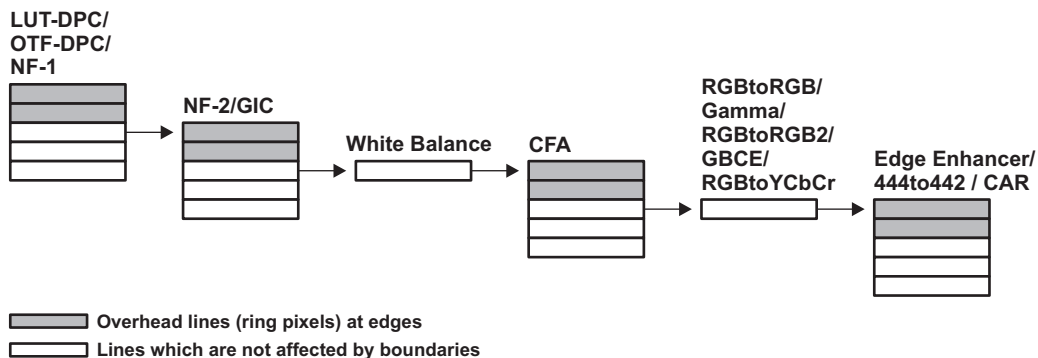 LUT-DPC/
OTF-DPC/
NF-1
NF-2/GIC
White Balance
CFA
RGBtoRGB/
Gamma/
RGBtoRGB2/
GBCE/
RGBtoYCbCr
Edge Enhancer/
444to442 / CAR
Overhead lines (ring pixels) at edges
Lines which are not affected by boundaries